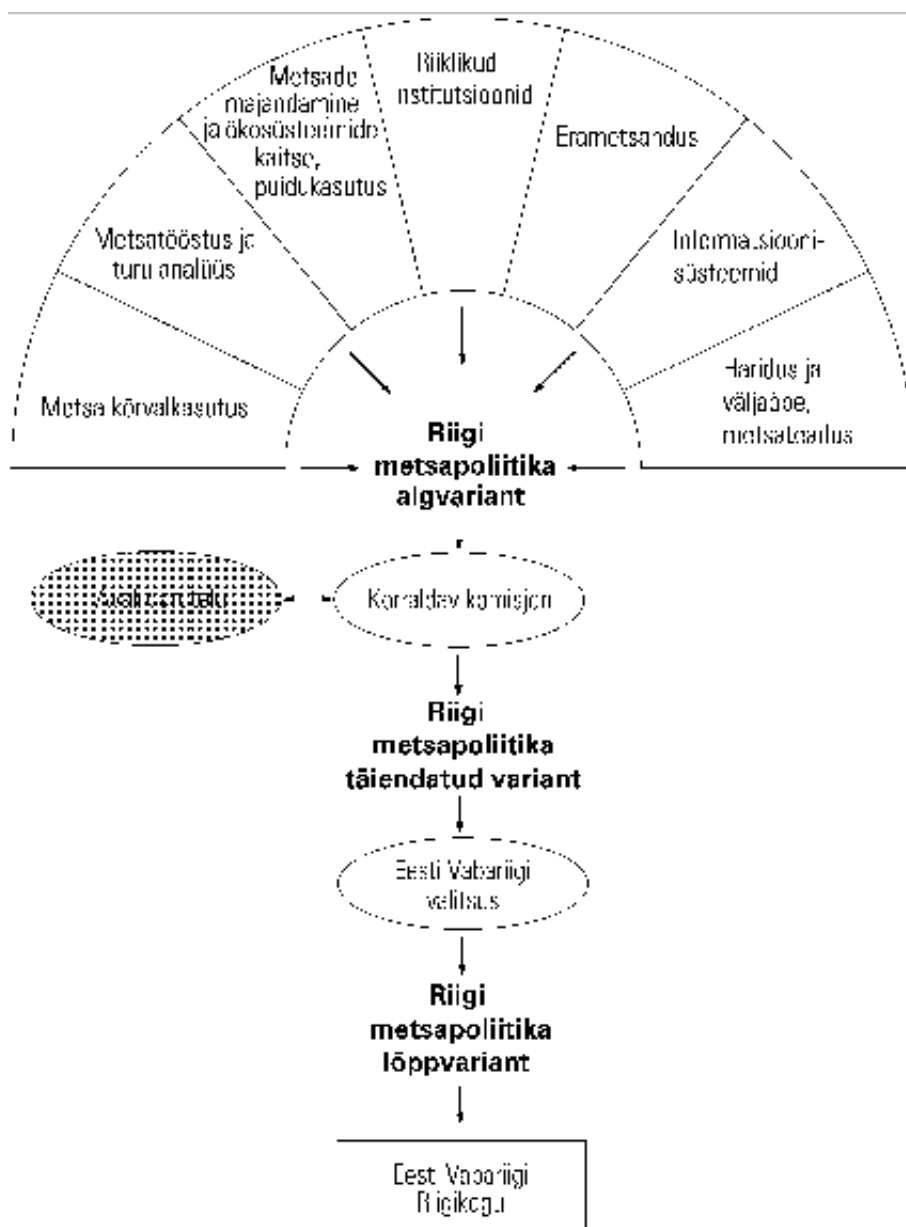 Metsade
majandamine
ja ökosüsteemide
kaitse,
puidukasutus
Riiklikud
institutsioonid
Erametsandus
Metsatööstus ja
turu analüüs
Informatsiooni-
süsteemid
Metsa kõrvalkasutus
Haridus ja
väljaõpe,
metsateadus
Riigi
metsapoliitika
algvariant
Korraldav komisjon
Riigi
metsapoliitika
täiendatud variant
Eesti Vabariigi
valitsus
Riigi
metsapoliitika
lõppvariant
Eesti Vabariigi
Riigikogu